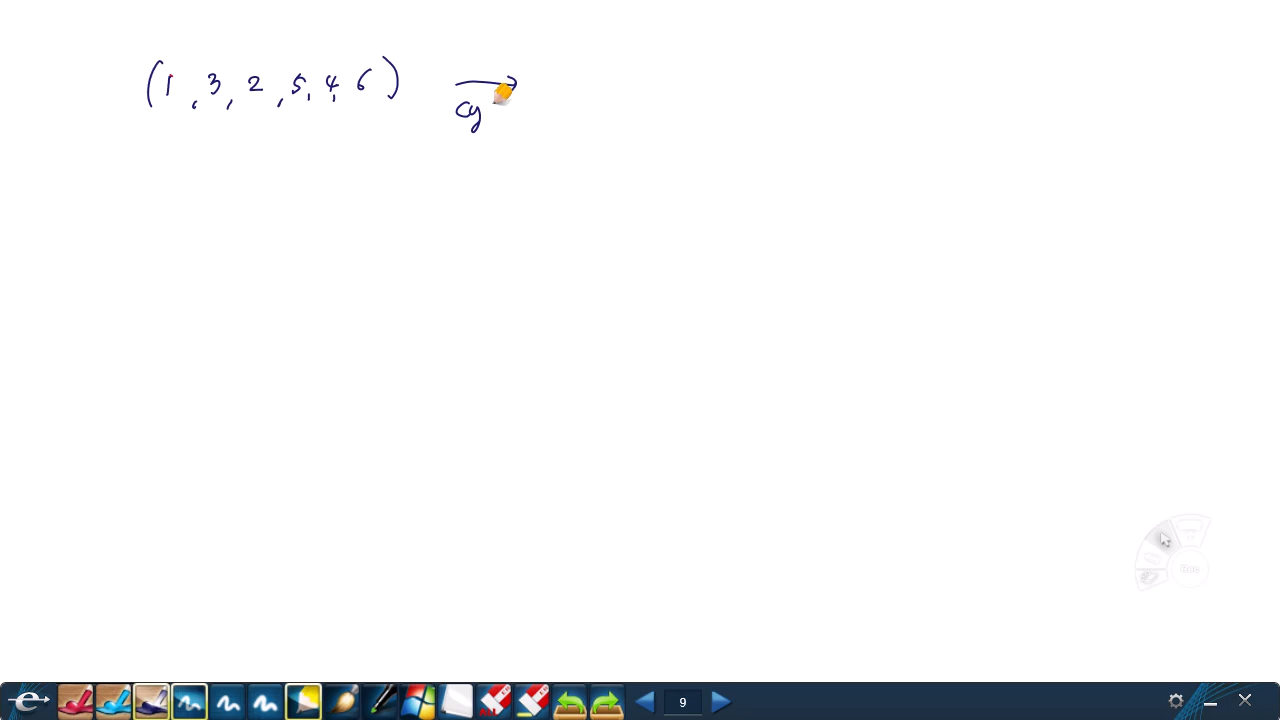 (1, 3, 2, 5, 4, 6) →
cy
9